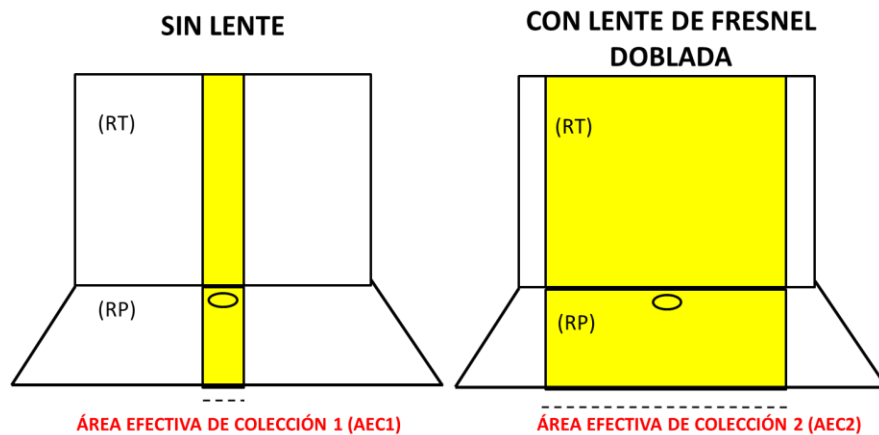 SIN LENTE
(RT)
(RP)
ÁREA EFECTIVA DE COLECCIÓN 1 (AEC1)
CON LENTE DE FRESNEL
DOBLADA
(RT)
(RP)
ÁREA EFECTIVA DE COLECCIÓN 2 (AEC2)